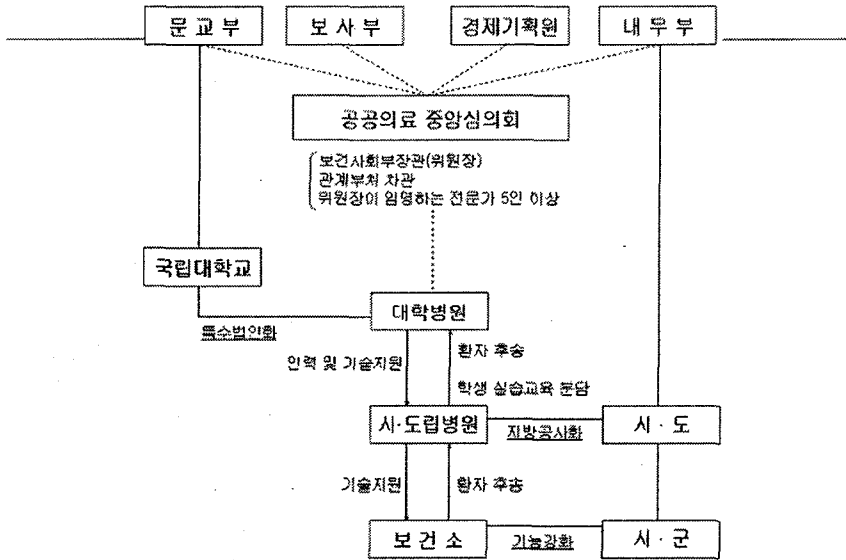 문 교 부
보 사 부
경제기획원
내 무 부
공공의료 중앙심의회
보건사회부장관(위원장)
관계부처 차관
위원장이 임명하는 전문가 5인 이상
국립대학교
대학병원
특수법인화
인력 및 기술지원
환자 후송
학생 실습교육 분담
시·도립병원
지방공사화
시 · 도
기술지원
환자 후송
보 건 소
기능강화
시 · 군